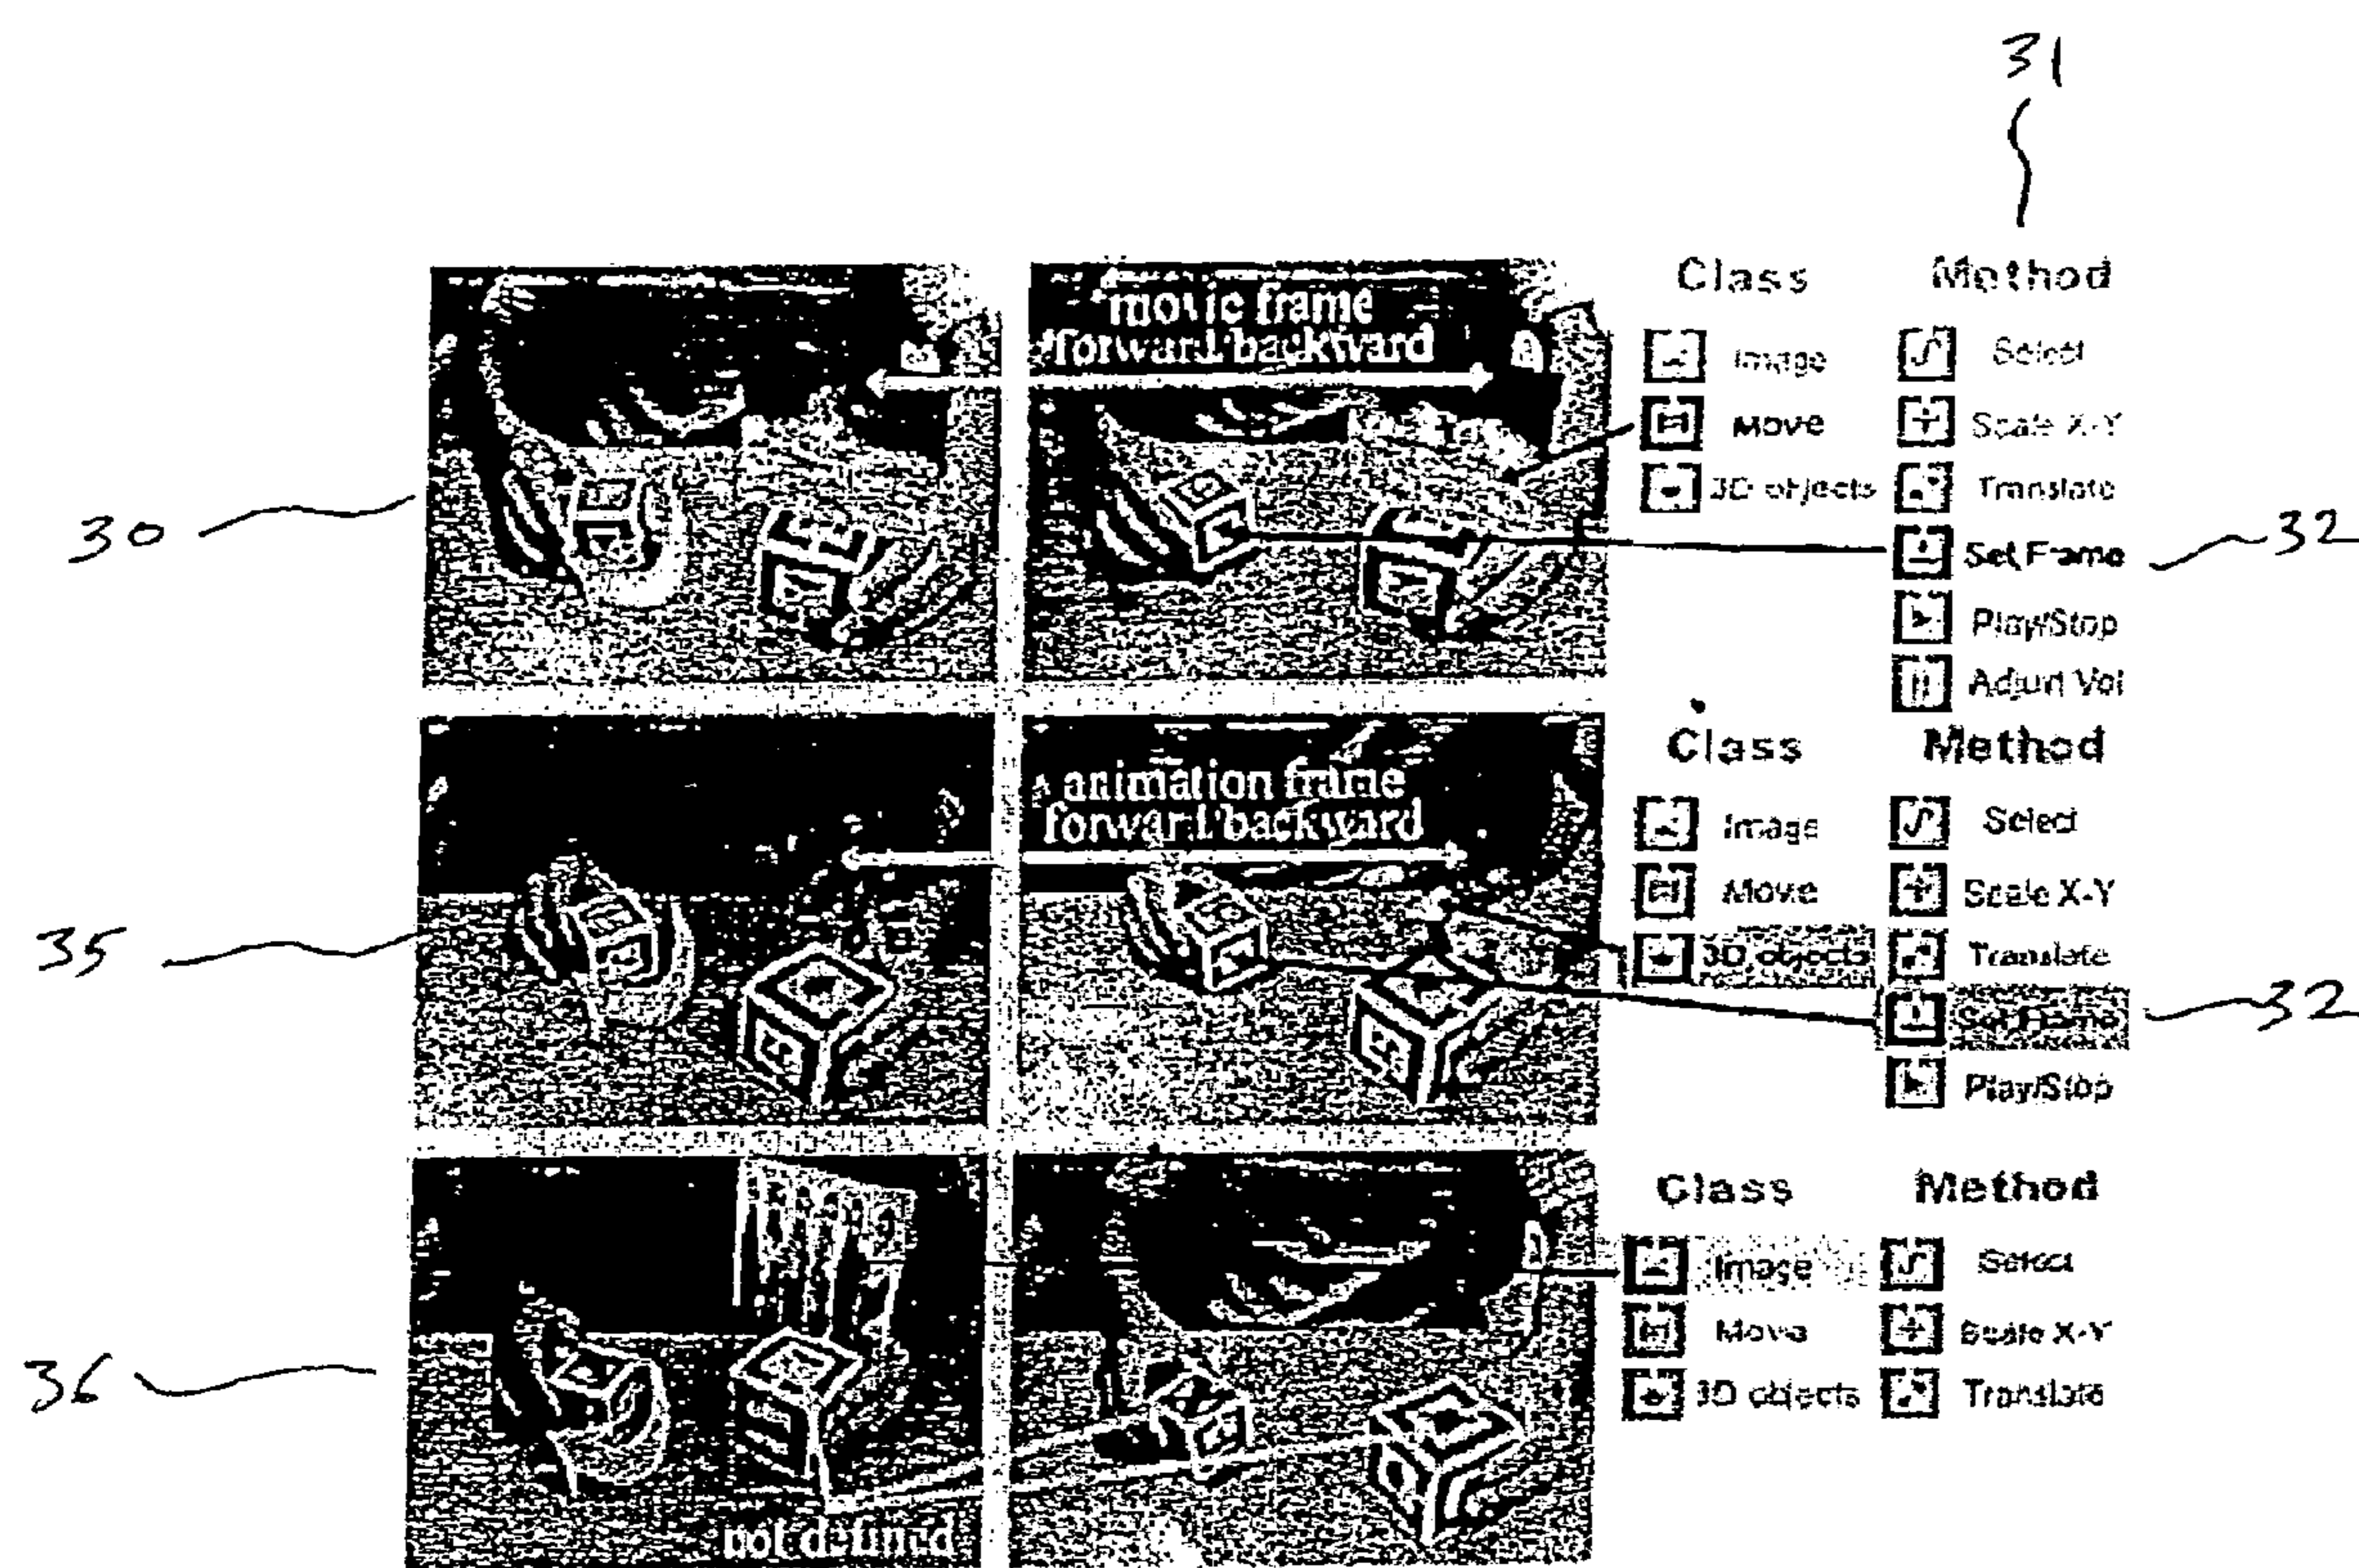 31
Class Method
movie frame
forward/backward
Image Select
Move Scale X-Y
3D objects Translate
30
Set Frame 32
Play/Stop
Adjust Vol
Class Method
animation frame
forward/backward
Image Select
Move Scale X-Y
35
3D objects Translate
Set Frame 32
Play/Stop
Class Method
Image Select
Move Scale X-Y
36
3D objects Translate
not defined